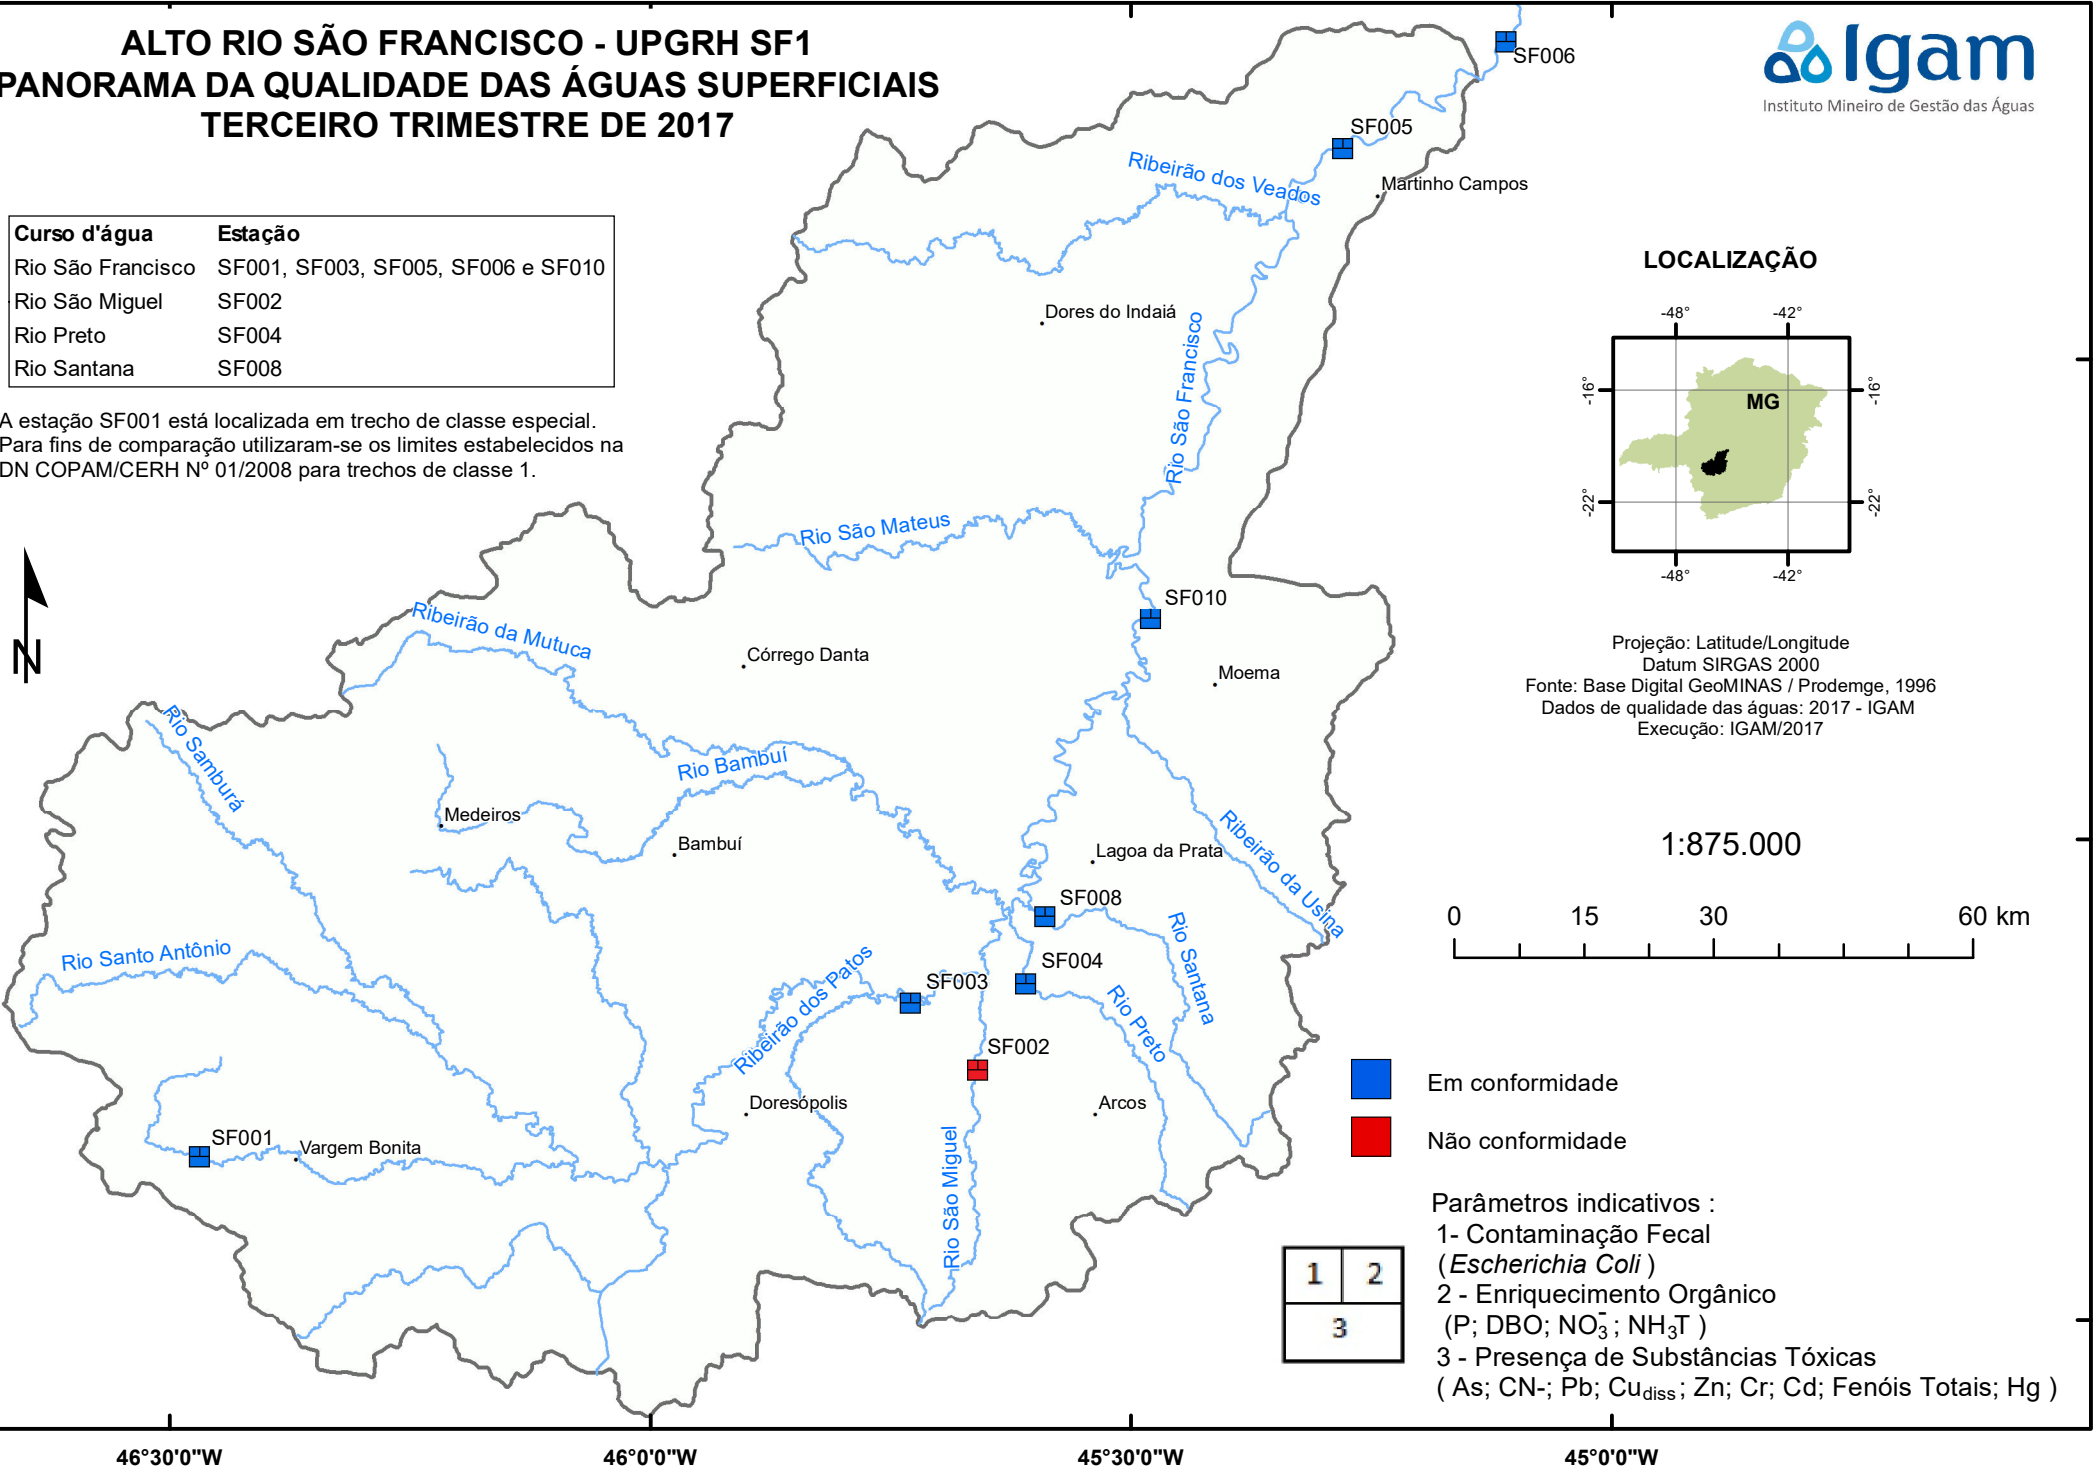 ALTO RIO SÃO FRANCISCO - UPGRH SF1
PANORAMA DA QUALIDADE DAS ÁGUAS SUPERFICIAIS
TERCEIRO TRIMESTRE DE 2017
Igam
Instituto Mineiro de Gestão das Águas
Curso d'água Estação
Rio São Francisco SF001, SF003, SF005, SF006 e SF010
Rio São Miguel SF002
Rio Preto SF004
Rio Santana SF008
A estação SF001 está localizada em trecho de classe especial.
Para fins de comparação utilizaram-se os limites estabelecidos na
DN COPAM/CERH Nº 01/2008 para trechos de classe 1.
N
SF006
SF005
Ribeirão dos Veados
Martinho Campos
Dores do Indaiá
Rio São Francisco
Rio São Mateus
SF010
Ribeirão da Mutuca
Córrego Danta
Moema
Rio Samburá
Rio Bambuí
Medeiros
Bambuí
Lagoa da Prata
Ribeirão da Usina
SF008
Rio Santana
Rio Santo Antônio
Ribeirão dos Patos
SF003
SF004
Rio Preto
SF002
Doresópolis
Arcos
SF001
Vargem Bonita
Rio São Miguel
LOCALIZAÇÃO
-48° -42°
-16° -16°
MG
-22° -22°
-48° -42°
Projeção: Latitude/Longitude
Datum SIRGAS 2000
Fonte: Base Digital GeoMINAS / Prodemge, 1996
Dados de qualidade das águas: 2017 - IGAM
Execução: IGAM/2017
1:875.000
0 15 30 60 km
Em conformidade
Não conformidade
Parâmetros indicativos :
1- Contaminação Fecal
(Escherichia Coli )
2 - Enriquecimento Orgânico
(P; DBO; NO₃⁻; NH₃T )
3 - Presença de Substâncias Tóxicas
( As; CN-; Pb; Cudiss; Zn; Cr; Cd; Fenóis Totais; Hg )
1 2
3
46°30'0"W 46°0'0"W 45°30'0"W 45°0'0"W